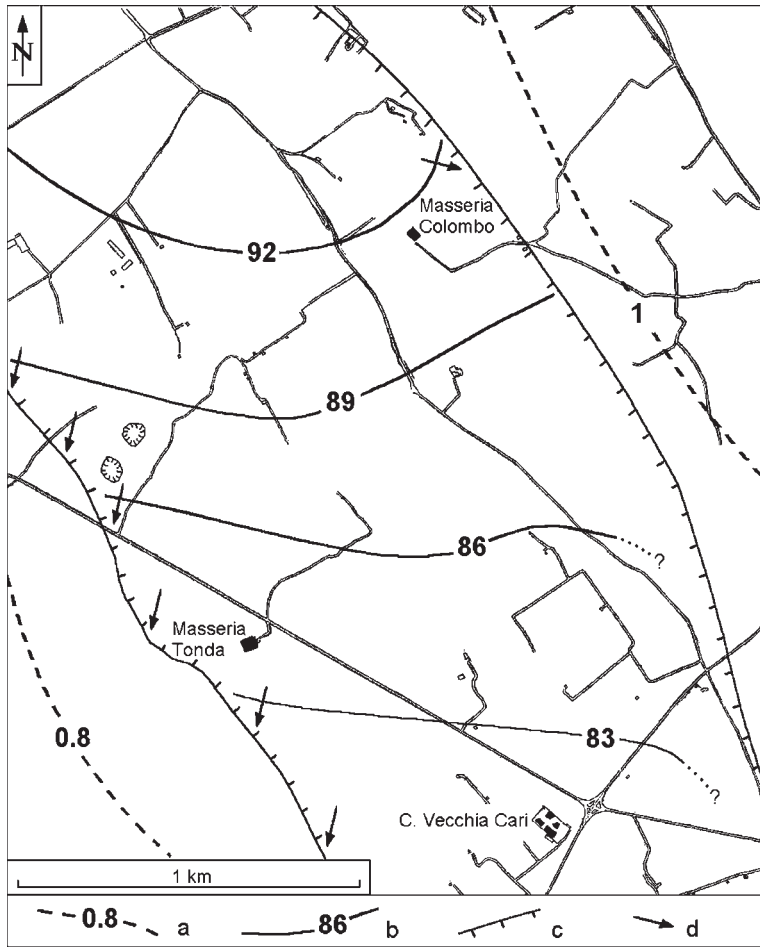 N
Masseria
Colombo
92
1
89
86
?
Masseria
Tonda
0.8
83
?
C. Vecchia Cari
1 km
0.8 a 86 b c d